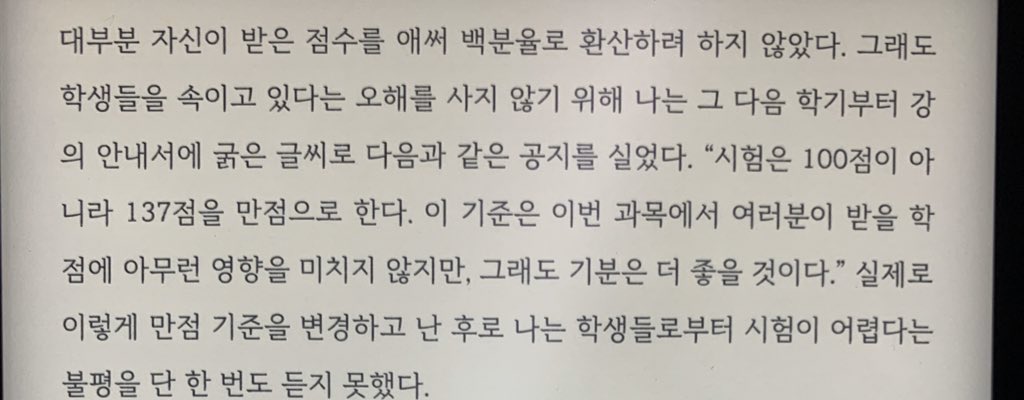 대부분 자신이 받은 점수를 애써 백분율로 환산하려 하지 않았다. 그래도
학생들을 속이고 있다는 오해를 사지 않기 위해 나는 그 다음 학기부터 강
의 안내서에 굵은 글씨로 다음과 같은 공지를 실었다. “시험은 100점이 아
니라 137점을 만점으로 한다. 이 기준은 이번 과목에서 여러분이 받을 학
점에 아무런 영향을 미치지 않지만, 그래도 기분은 더 좋을 것이다.” 실제로
이렇게 만점 기준을 변경하고 난 후로 나는 학생들로부터 시험이 어렵다는
불평을 단 한 번도 듣지 못했다.